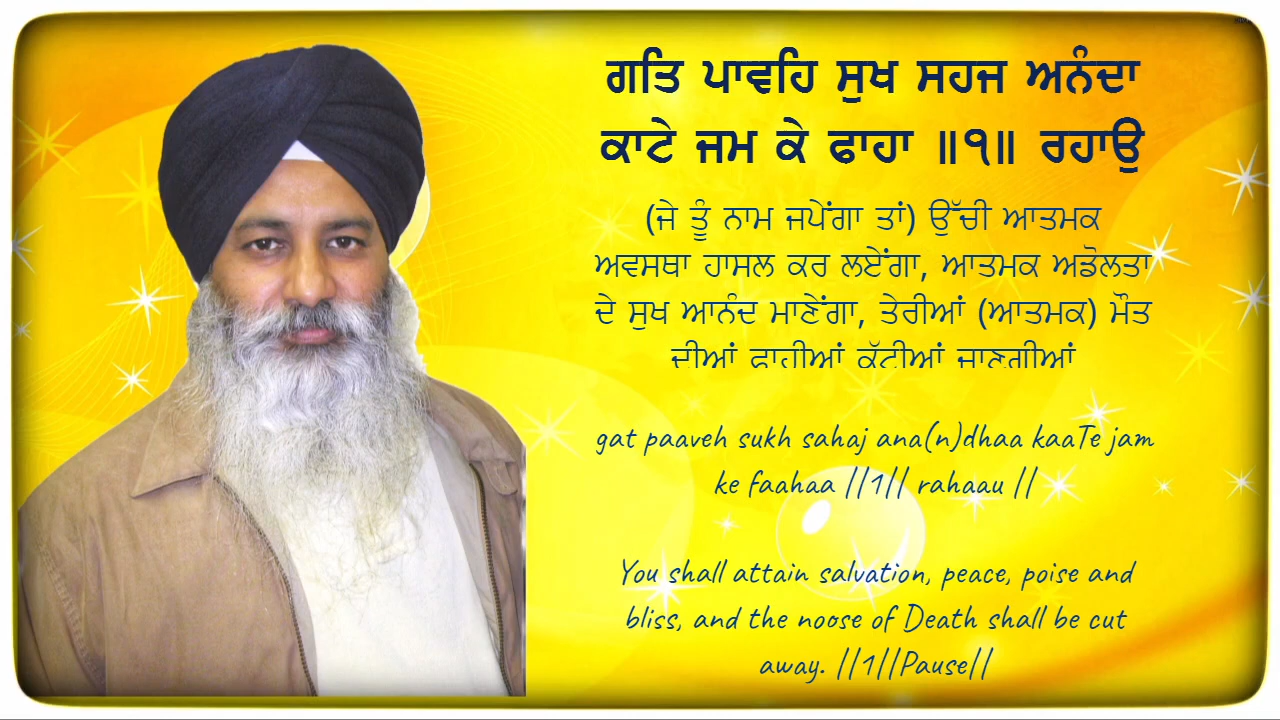 ਗਤਿ ਪਾਵਹਿ ਸੁਖ ਸਹਜ ਅਨੰਦਾ
ਕਾਟੇ ਜਮ ਕੇ ਫਾਹਾ ॥੧॥ ਰਹਾਉ
(ਜੇ ਤੂੰ ਨਾਮ ਜਪੇਂਗਾ ਤਾਂ) ਉੱਚੀ ਆਤਮਕ
ਅਵਸਥਾ ਹਾਸਲ ਕਰ ਲਏਂਗਾ, ਆਤਮਕ ਅਡੋਲਤਾ
ਦੇ ਸੁਖ ਆਨੰਦ ਮਾਣੇਂਗਾ, ਤੇਰੀਆਂ (ਆਤਮਕ) ਮੌਤ
ਦੀਆਂ ਫਾਹੀਆਂ ਕੱਟੀਆਂ ਜਾਣਗੀਆਂ
gat paaveh sukh sahaj ana(n)dhaa kaaTe jam
ke faahaa ||1|| rahaau ||
You shall attain salvation, peace, poise and
bliss, and the noose of Death shall be cut
away. ||1||Pause||